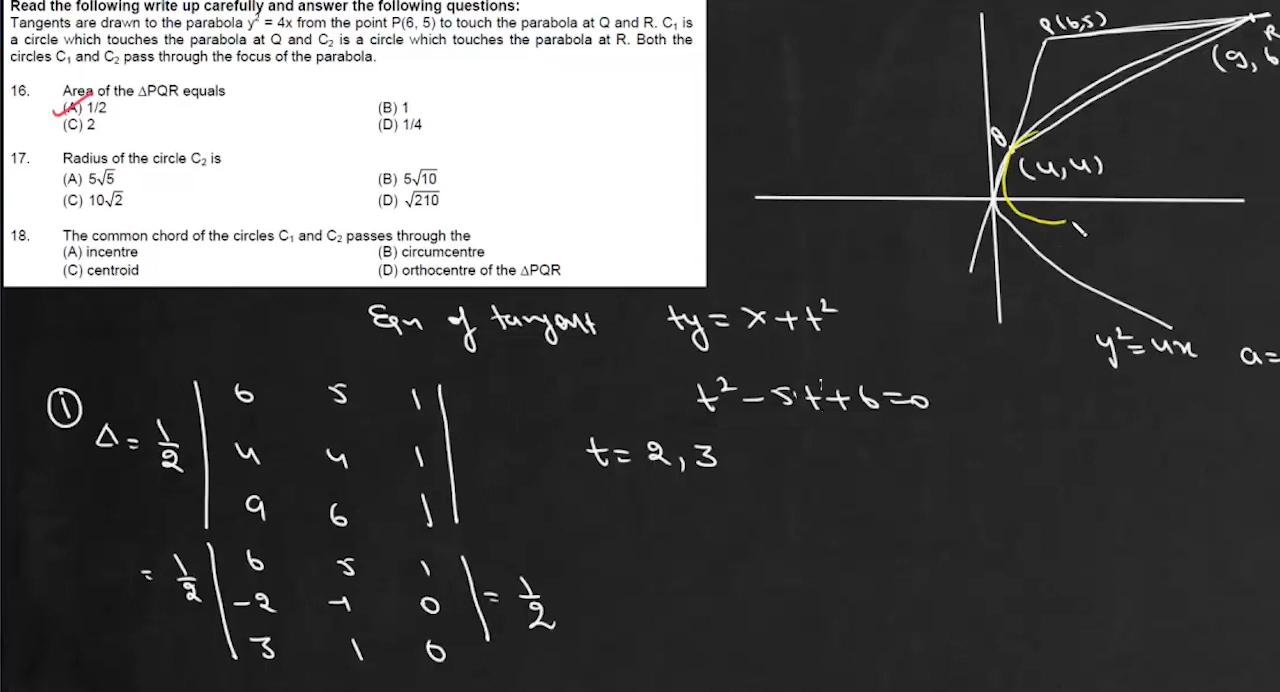 Read the following write up carefully and answer the following questions:
Tangents are drawn to the parabola y² = 4x from the point P(6, 5) to touch the parabola at Q and R. C₁ is
a circle which touches the parabola at Q and C₂ is a circle which touches the parabola at R. Both the
circles C₁ and C₂ pass through the focus of the parabola.
16. Area of the ΔPQR equals
(A) 1/2 (B) 1
(C) 2 (D) 1/4
17. Radius of the circle C₂ is
(A) 5√5 (B) 5√10
(C) 10√2 (D) √210
18. The common chord of the circles C₁ and C₂ passes through the
(A) incentre (B) circumcentre
(C) centroid (D) orthocentre of the ΔPQR
P(6,5)
R
(9, 6
Q
(4,4)
y² = 4x a=
Eqn of tangent ty = x + t²
t² - 5t + 6 = 0
t = 2, 3
① Δ = 1/2 | 6 5 1 |
| 4 4 1 |
| 9 6 1 |
= 1/2 | 6 5 1 | = 1/2
| -2 -1 0 |
| 3 1 0 |